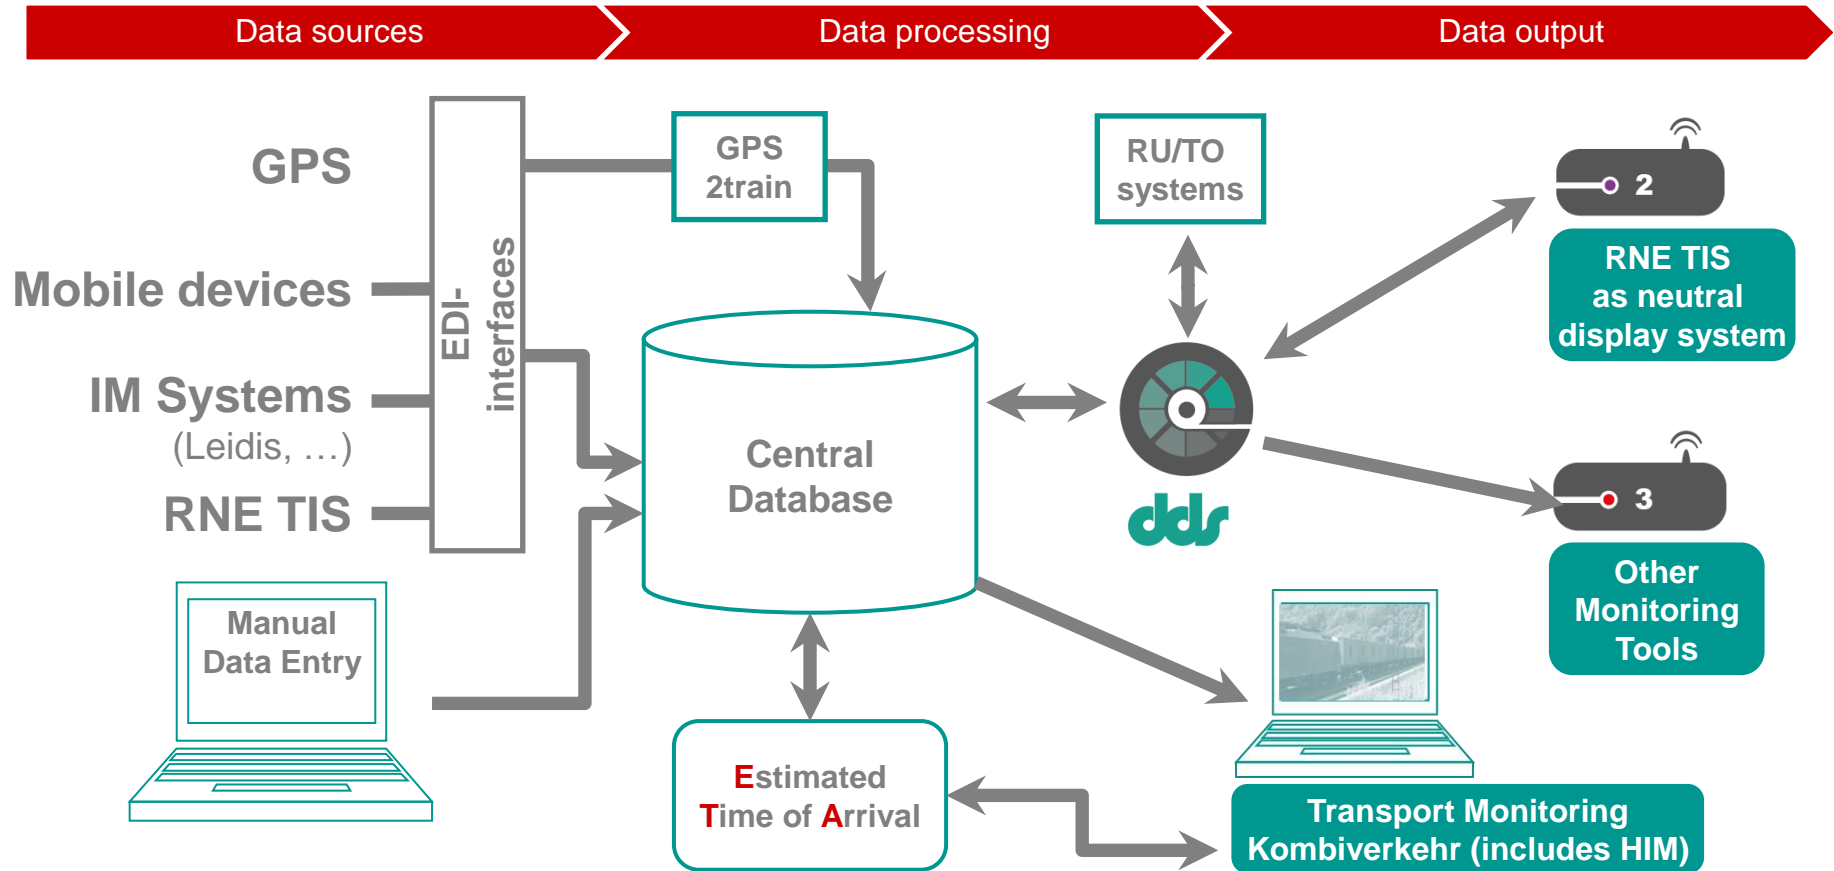 Data sources
Data processing
Data output
GPS
Mobile devices
IM Systems
(Leidis, …)
RNE TIS
EDI-
interfaces
Manual
Data Entry
GPS
2train
Central
Database
Estimated
Time of Arrival
RU/TO
systems
dds
2
RNE TIS
as neutral
display system
3
Other
Monitoring
Tools
Transport Monitoring
Kombiverkehr (includes HIM)